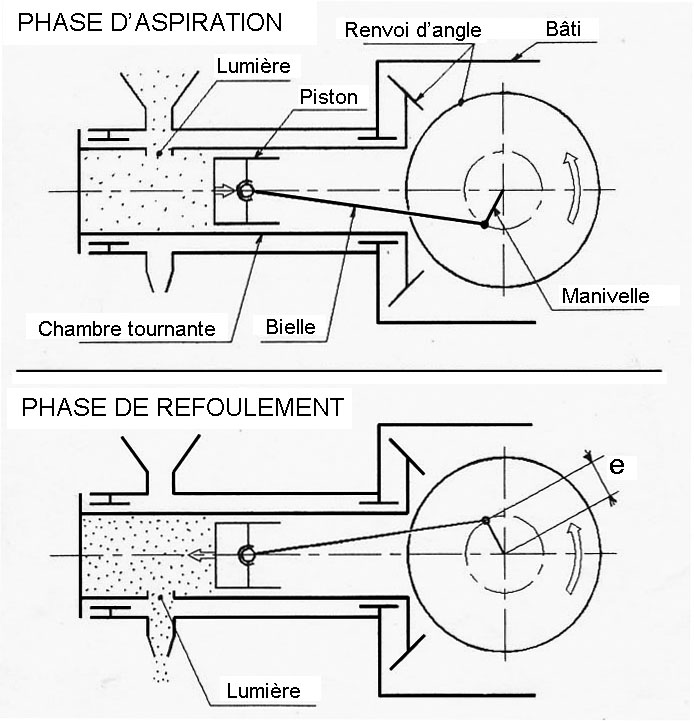 PHASE D'ASPIRATION
Renvoi d'angle
Bâti
Lumière
Piston
Manivelle
Chambre tournante
Bielle
PHASE DE REFOULEMENT
e
Lumière